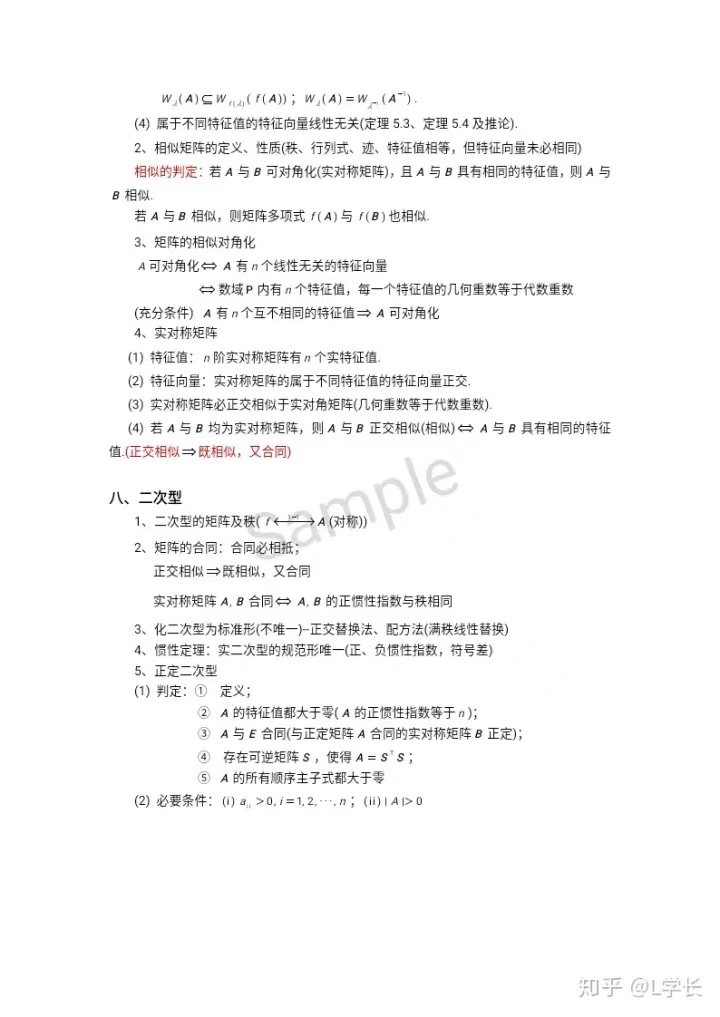 W_λ(A)⊆W_{f(λ)}(f(A))；W_λ(A)=W_{λ^{-1}}(A^{-1}).
(4) 属于不同特征值的特征向量线性无关(定理 5.3、定理 5.4 及推论).
2、相似矩阵的定义、性质(秩、行列式、迹、特征值相等，但特征向量未必相同)
相似的判定：若 A 与 B 可对角化(实对称矩阵)，且 A 与 B 具有相同的特征值，则 A 与
B 相似.
若 A 与 B 相似，则矩阵多项式 f(A) 与 f(B) 也相似.
3、矩阵的相似对角化
A 可对角化⇔ A 有 n 个线性无关的特征向量
⇔ 数域 P 内有 n 个特征值，每一个特征值的几何重数等于代数重数
(充分条件) A 有 n 个互不相同的特征值⇒ A 可对角化
4、实对称矩阵
(1) 特征值：n 阶实对称矩阵有 n 个实特征值.
(2) 特征向量：实对称矩阵的属于不同特征值的特征向量正交.
(3) 实对称矩阵必正交相似于实对角矩阵(几何重数等于代数重数).
(4) 若 A 与 B 均为实对称矩阵，则 A 与 B 正交相似(相似)⇔ A 与 B 具有相同的特征
值.(正交相似⇒既相似，又合同)
八、二次型
1、二次型的矩阵及秩( f ⟷ A (对称))
2、矩阵的合同：合同必相抵；
正交相似⇒既相似，又合同
实对称矩阵 A, B 合同⇔ A, B 的正惯性指数与秩相同
3、化二次型为标准形(不唯一)--正交替换法、配方法(满秩线性替换)
4、惯性定理：实二次型的规范形唯一(正、负惯性指数，符号差)
5、正定二次型
(1) 判定：① 定义；
② A 的特征值都大于零( A 的正惯性指数等于 n )；
③ A 与 E 合同(与正定矩阵 A 合同的实对称矩阵 B 正定)；
④ 存在可逆矩阵 S ，使得 A = S^T S；
⑤ A 的所有顺序主子式都大于零
(2) 必要条件：(i) a_{ii} > 0, i = 1, 2, ···, n；(ii) | A |> 0
Sample
知乎 @L学长